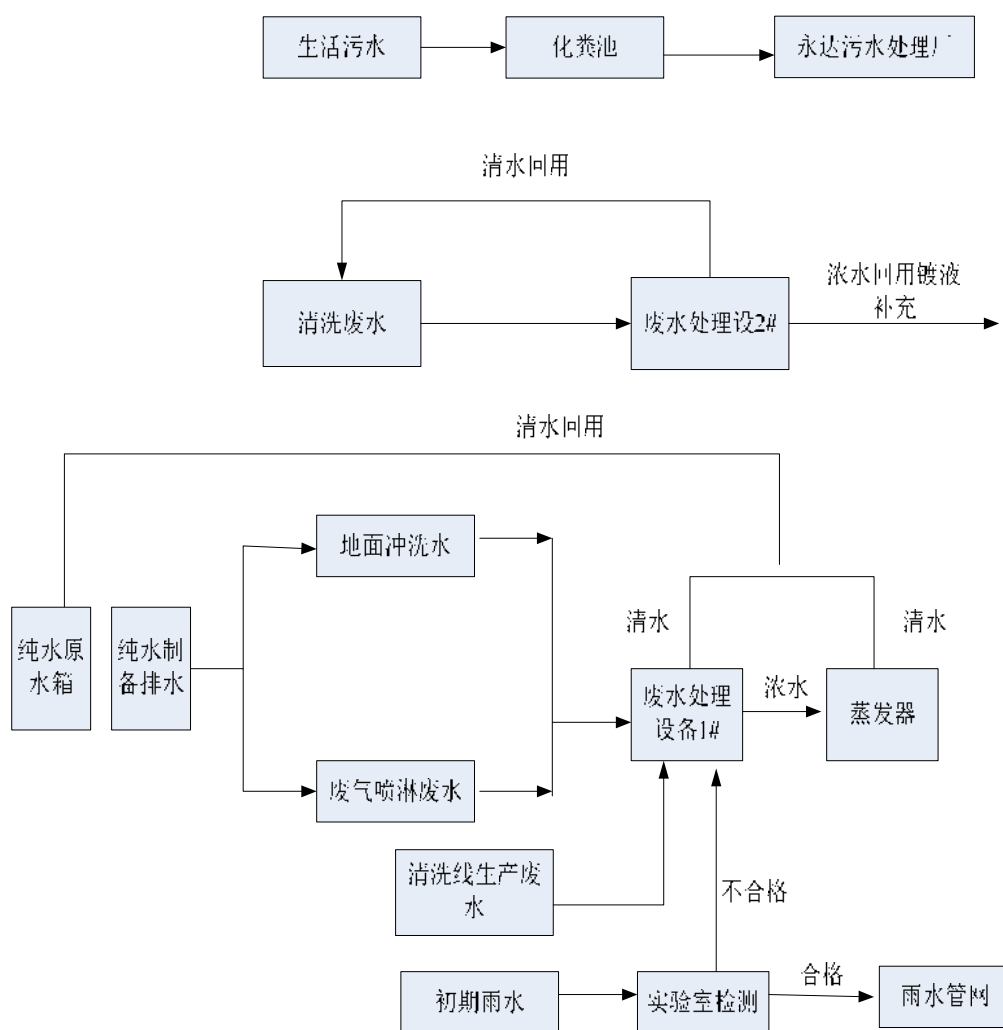 生活污水
化粪池
永达污水处理厂
清水回用
清洗废水
废水处理设2#
浓水回用镀液
补充
清水回用
地面冲洗水
纯水原
水箱
纯水制
备排水
清水
清水
废水处理
设备1#
浓水
蒸发器
废气喷淋废水
清洗线生产废
水
不合格
初期雨水
实验室检测
合格
雨水管网